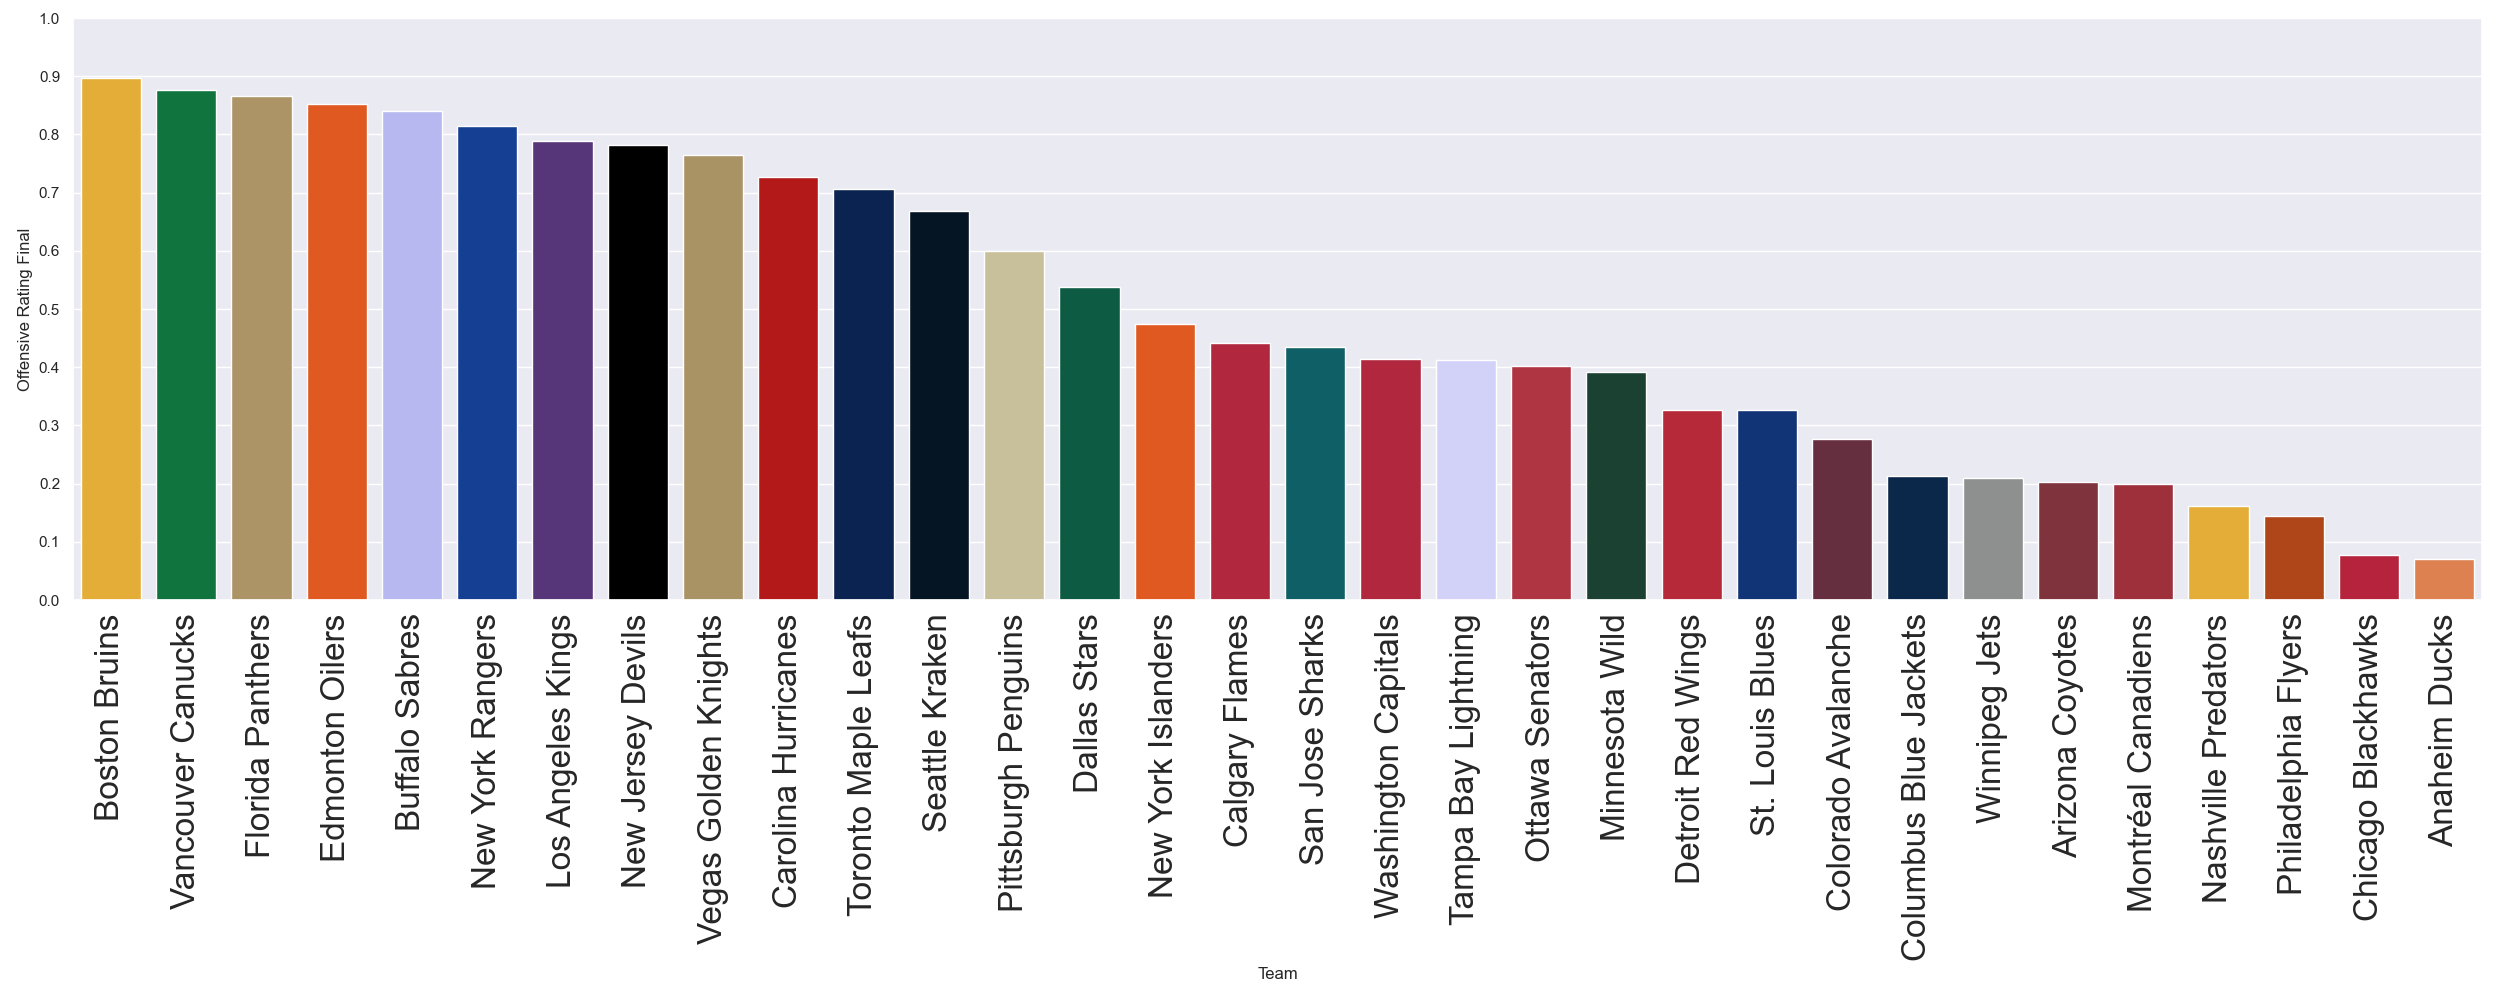 1.0
0.9
0.8
0.7
0.6
0.5
0.4
0.3
0.2
0.1
0.0
Offensive Rating Final
Boston Bruins
Vancouver Canucks
Florida Panthers
Edmonton Oilers
Buffalo Sabres
New York Rangers
Los Angeles Kings
New Jersey Devils
Vegas Golden Knights
Carolina Hurricanes
Toronto Maple Leafs
Seattle Kraken
Pittsburgh Penguins
Dallas Stars
New York Islanders
Calgary Flames
San Jose Sharks
Washington Capitals
Tampa Bay Lightning
Ottawa Senators
Minnesota Wild
Detroit Red Wings
St. Louis Blues
Colorado Avalanche
Columbus Blue Jackets
Winnipeg Jets
Arizona Coyotes
Montréal Canadiens
Nashville Predators
Philadelphia Flyers
Chicago Blackhawks
Anaheim Ducks
Team